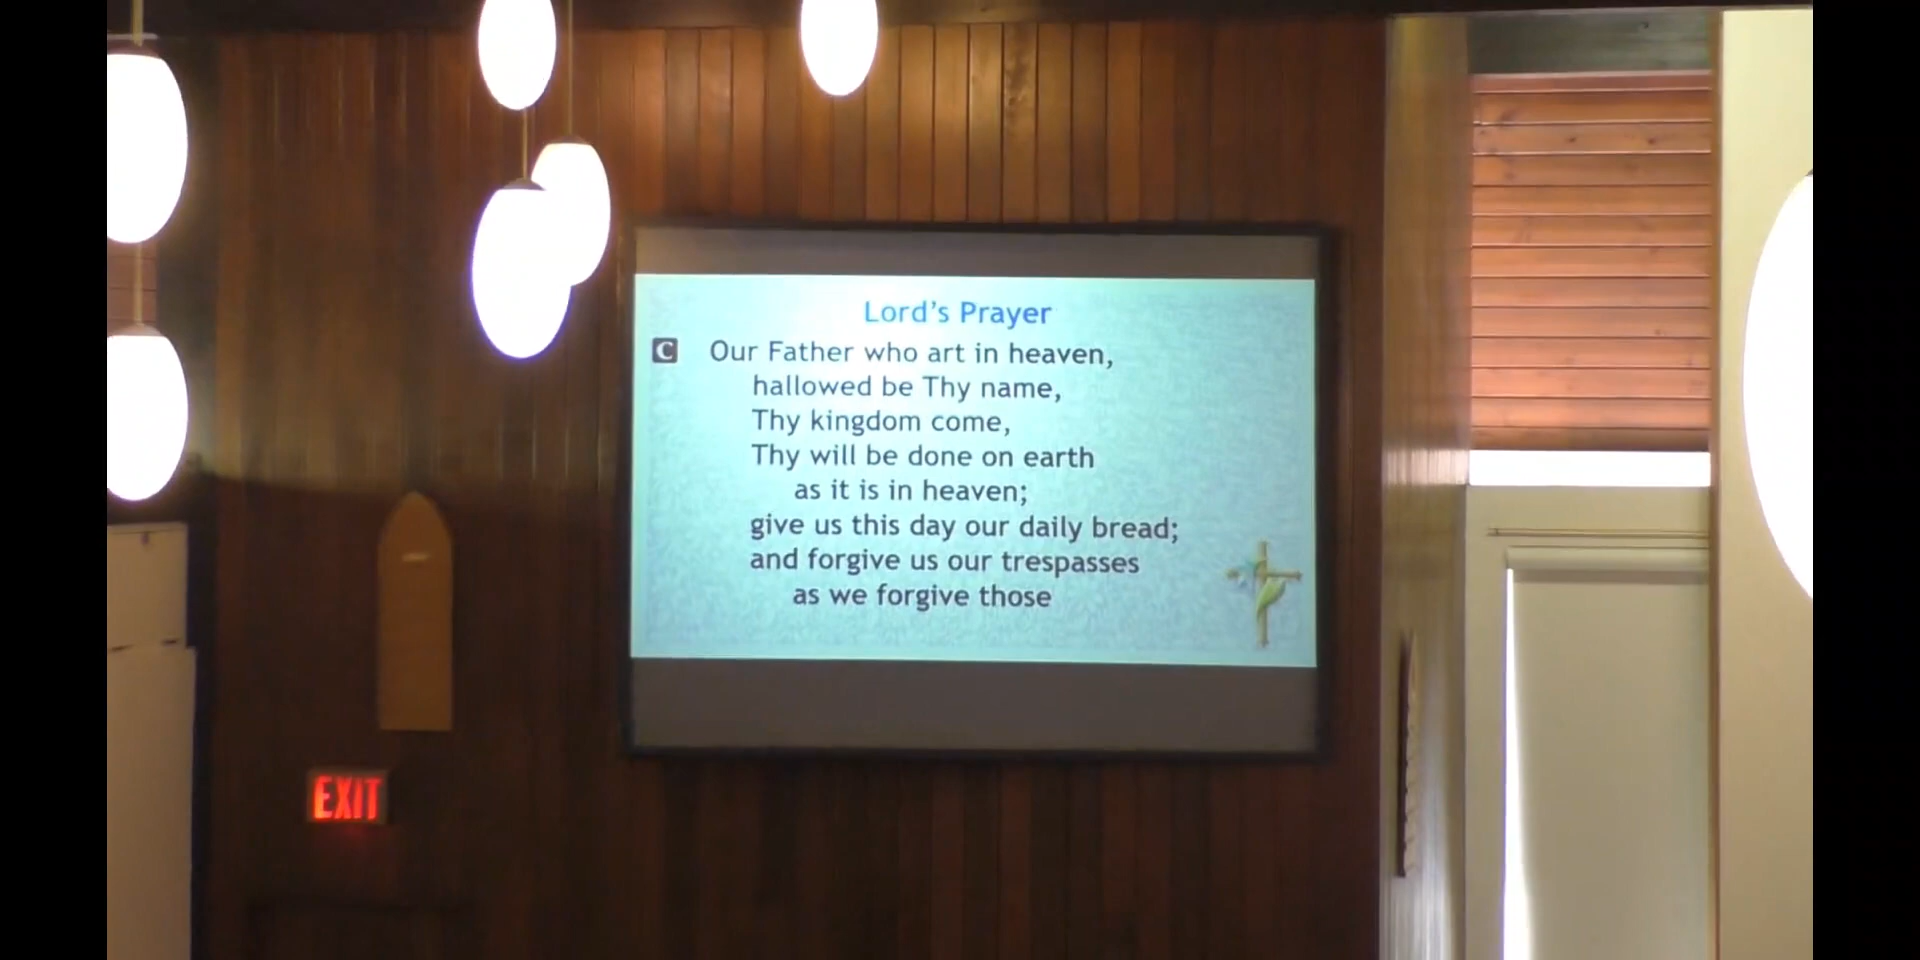 Lord's Prayer
C Our Father who art in heaven,
hallowed be Thy name,
Thy kingdom come,
Thy will be done on earth
as it is in heaven;
give us this day our daily bread;
and forgive us our trespasses
as we forgive those
EXIT